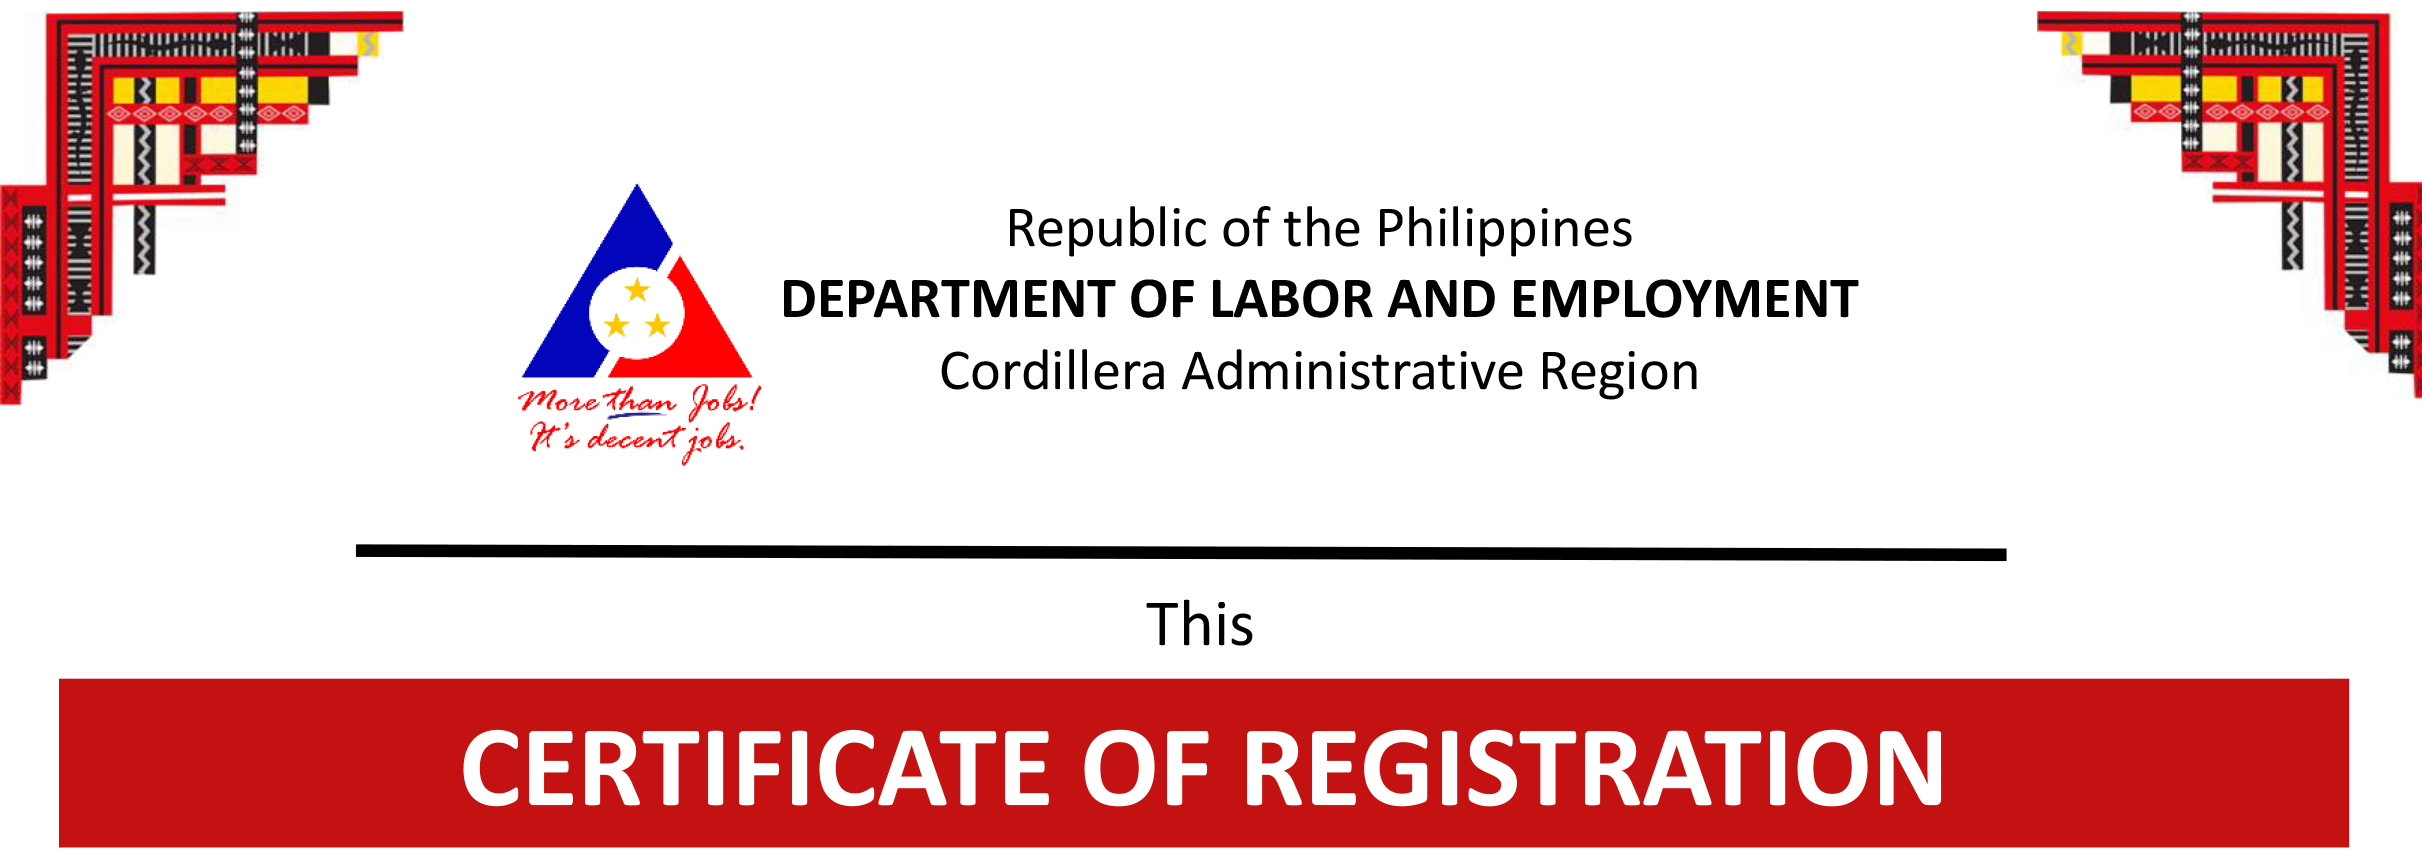 Republic of the Philippines
DEPARTMENT OF LABOR AND EMPLOYMENT
Cordillera Administrative Region
More than Jobs!
It's decent jobs.
This
CERTIFICATE OF REGISTRATION